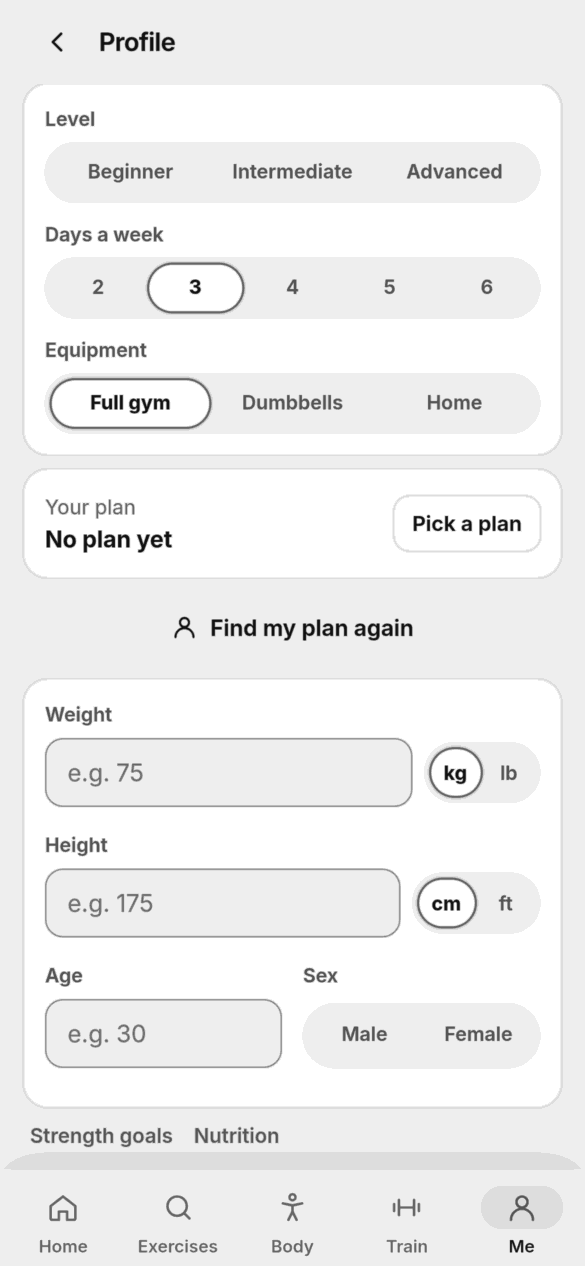 Profile
Level
Beginner Intermediate Advanced
Days a week
2 3 4 5 6
Equipment
Full gym Dumbbells Home
Your plan
No plan yet
Pick a plan
Find my plan again
Weight
e.g. 75 kg lb
Height
e.g. 175 cm ft
Age Sex
e.g. 30 Male Female
Strength goals Nutrition
Home Exercises Body Train Me